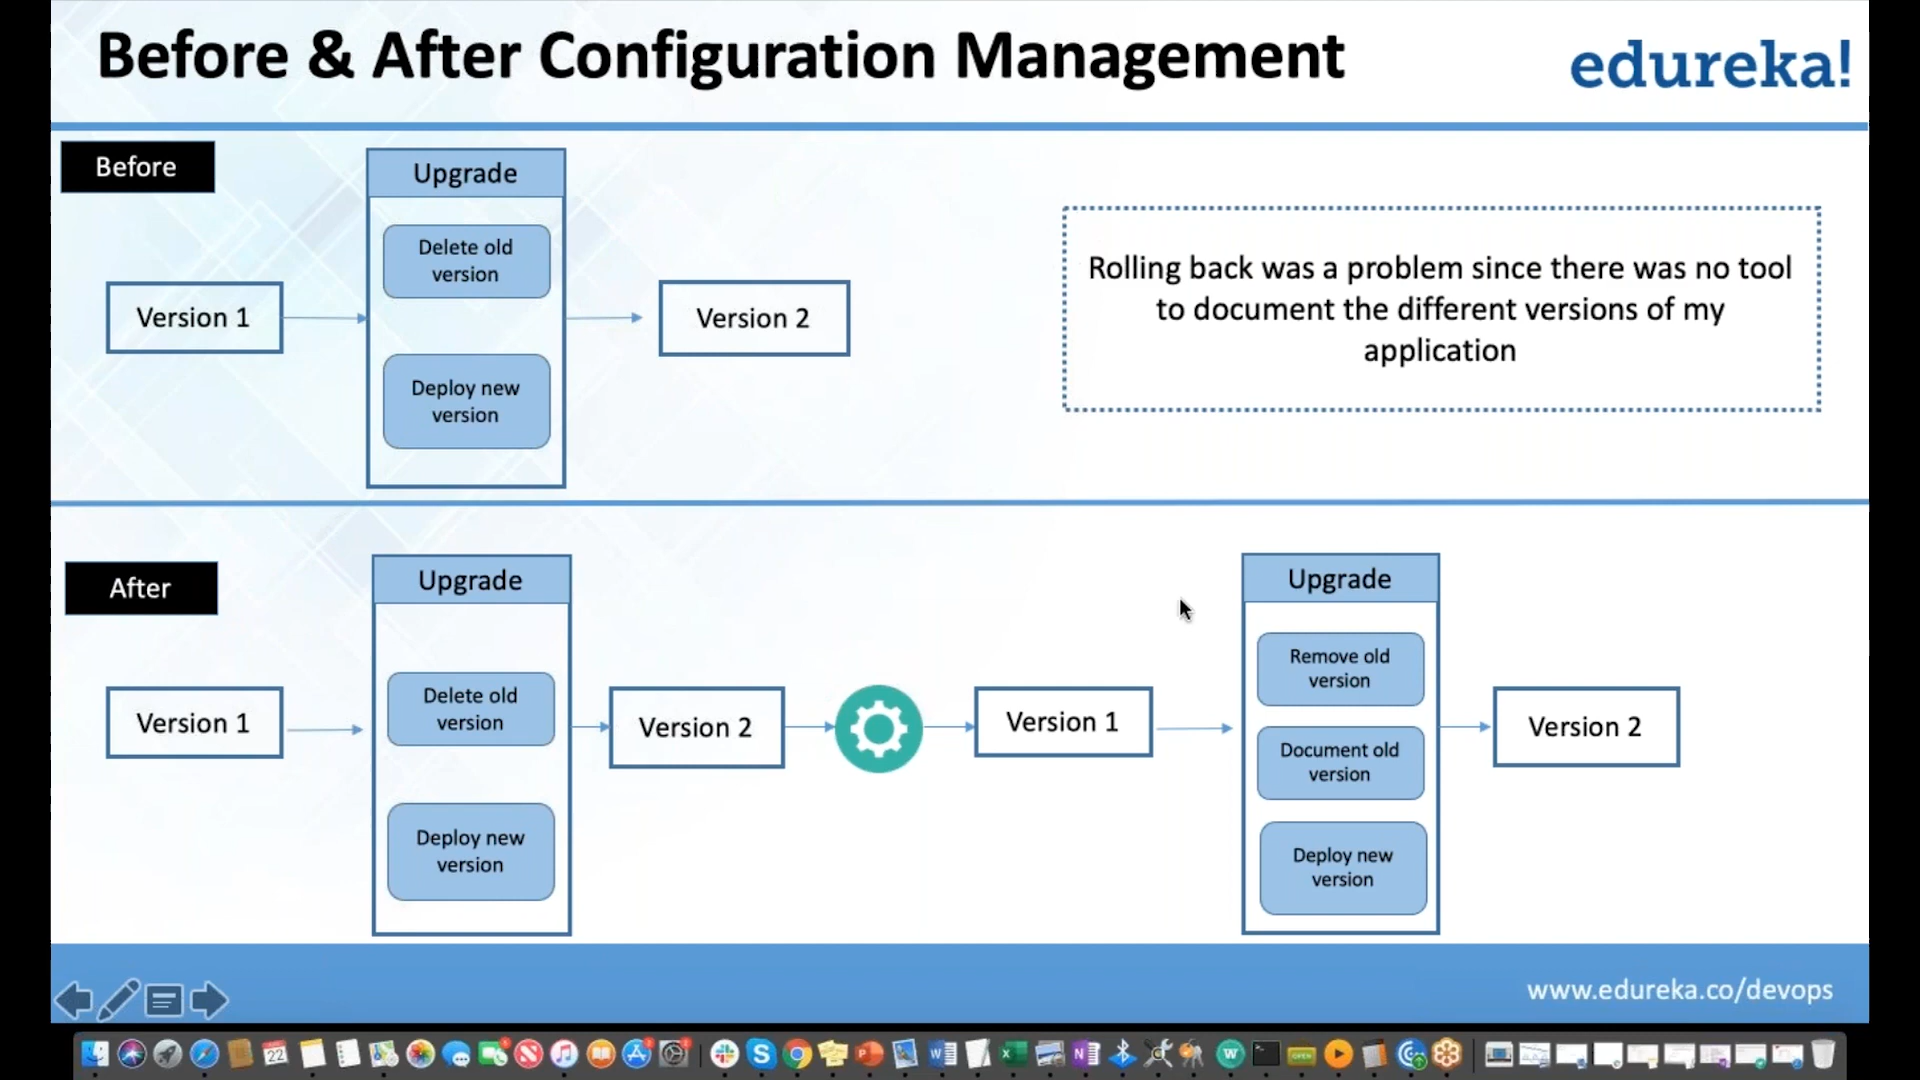 Before & After Configuration Management
edureka!
Before
Upgrade
Delete old
version
Deploy new
version
Version 1
Version 2
Rolling back was a problem since there was no tool
to document the different versions of my
application
After
Upgrade
Delete old
version
Deploy new
version
Version 1
Version 2
Version 1
Upgrade
Remove old
version
Document old
version
Deploy new
version
Version 2
www.edureka.co/devops
22
OPEN